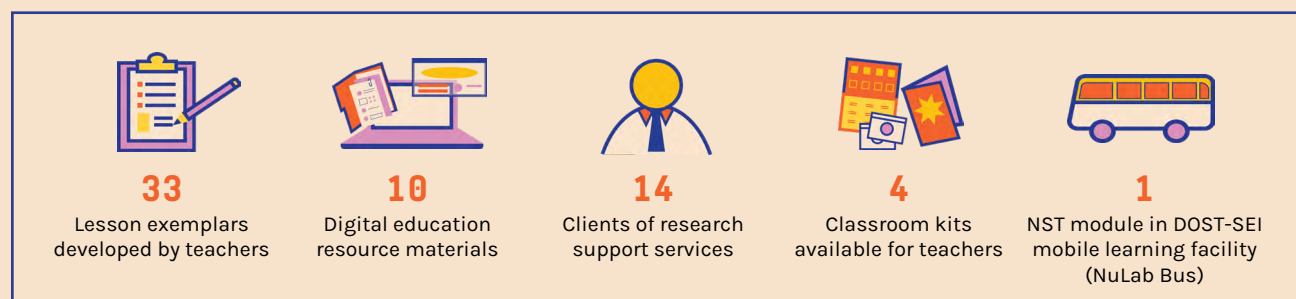 33
Lesson exemplars
developed by teachers
10
Digital education
resource materials
14
Clients of research
support services
4
Classroom kits
available for teachers
1
NST module in DOST-SEI
mobile learning facility
(NuLab Bus)